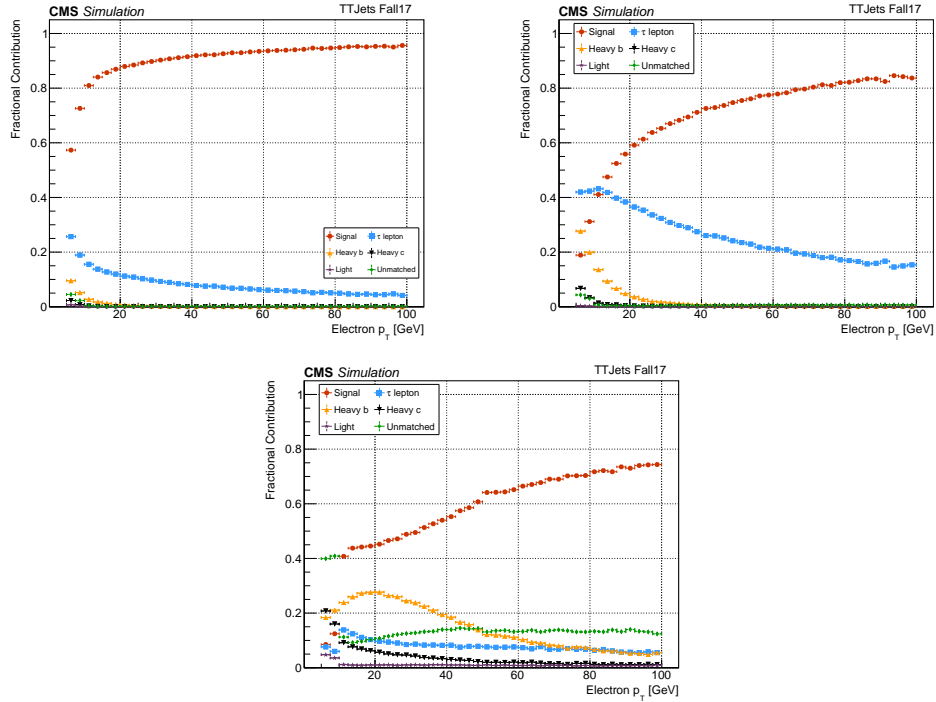 CMS Simulation TTJets Fall17
Fractional Contribution
1
0.8
0.6
0.4
0.2
0
Signal τ lepton
Heavy b Heavy c
Light Unmatched
20 40 60 80 100
Electron p_T [GeV]
CMS Simulation TTJets Fall17
Fractional Contribution
1
0.8
0.6
0.4
0.2
0
Signal τ lepton
Heavy b Heavy c
Light Unmatched
20 40 60 80 100
Electron p_T [GeV]
CMS Simulation TTJets Fall17
Fractional Contribution
1
0.8
0.6
0.4
0.2
0
Signal τ lepton
Heavy b Heavy c
Light Unmatched
20 40 60 80 100
Electron p_T [GeV]